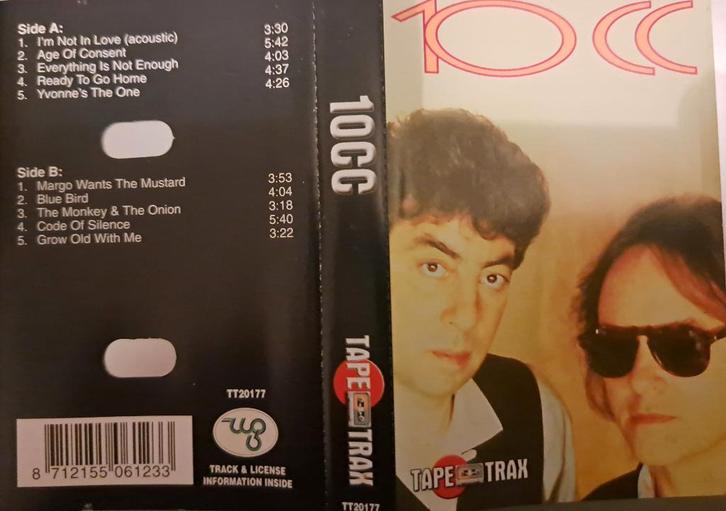 Side A:
1. I'm Not In Love (acoustic) 3:30
2. Age Of Consent 5:42
3. Everything Is Not Enough 4:03
4. Ready To Go Home 4:37
5. Yvonne's The One 4:26
Side B:
1. Margo Wants The Mustard 3:53
2. Blue Bird 4:04
3. The Monkey & The Onion 3:18
4. Code Of Silence 5:40
5. Grow Old With Me 3:22
TT20177
TRACK & LICENSE
INFORMATION INSIDE
8 712155 061233
10CC
TAPE TRAX
TT20177
10 CC
TAPE TRAX